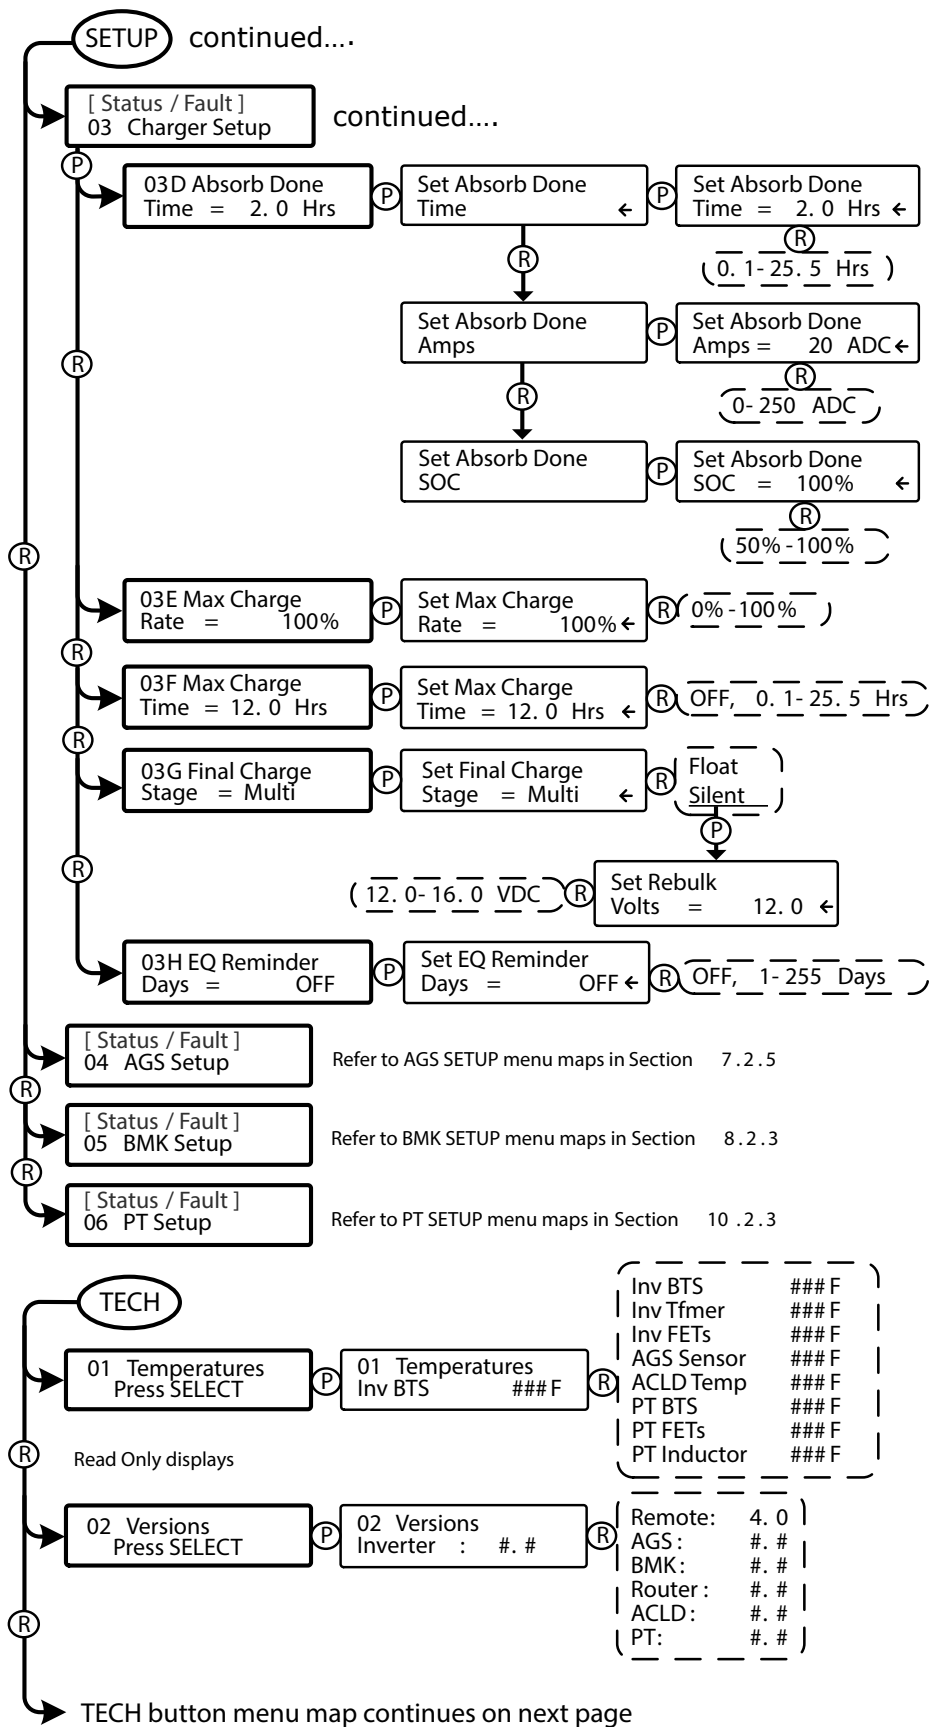 SETUP continued....
[ Status / Fault ]
03 Charger Setup
continued....
P
03D Absorb Done
Time = 2. 0 Hrs
P
Set Absorb Done
Time ←
P
Set Absorb Done
Time = 2. 0 Hrs ←
R
0. 1- 25. 5 Hrs
R
Set Absorb Done
Amps
P
Set Absorb Done
Amps = 20 ADC ←
R
0- 250 ADC
R
R
Set Absorb Done
SOC
P
Set Absorb Done
SOC = 100% ←
R
50% - 100%
R
03E Max Charge
Rate = 100%
P
Set Max Charge
Rate = 100% ←
R
0% - 100%
R
03F Max Charge
Time = 12. 0 Hrs
P
Set Max Charge
Time = 12. 0 Hrs ←
R
OFF, 0. 1- 25. 5 Hrs
R
03G Final Charge
Stage = Multi
P
Set Final Charge
Stage = Multi ←
R
Float
Silent
P
R
Set Rebulk
Volts = 12. 0 ←
R
12. 0- 16. 0 VDC
03H EQ Reminder
Days = OFF
P
Set EQ Reminder
Days = OFF ←
R
OFF, 1- 255 Days
[ Status / Fault ]
04 AGS Setup
Refer to AGS SETUP menu maps in Section 7.2.5
R
[ Status / Fault ]
05 BMK Setup
Refer to BMK SETUP menu maps in Section 8.2.3
R
[ Status / Fault ]
06 PT Setup
Refer to PT SETUP menu maps in Section 10 .2.3
TECH
01 Temperatures
Press SELECT
P
01 Temperatures
Inv BTS ### F
R
Inv BTS ### F
Inv Tfmer ### F
Inv FETs ### F
AGS Sensor ### F
ACLD Temp ### F
PT BTS ### F
PT FETs ### F
PT Inductor ### F
R
Read Only displays
02 Versions
Press SELECT
P
02 Versions
Inverter : #. #
R
Remote: 4. 0
AGS : #. #
BMK : #. #
Router : #. #
ACLD : #. #
PT: #. #
R
TECH button menu map continues on next page